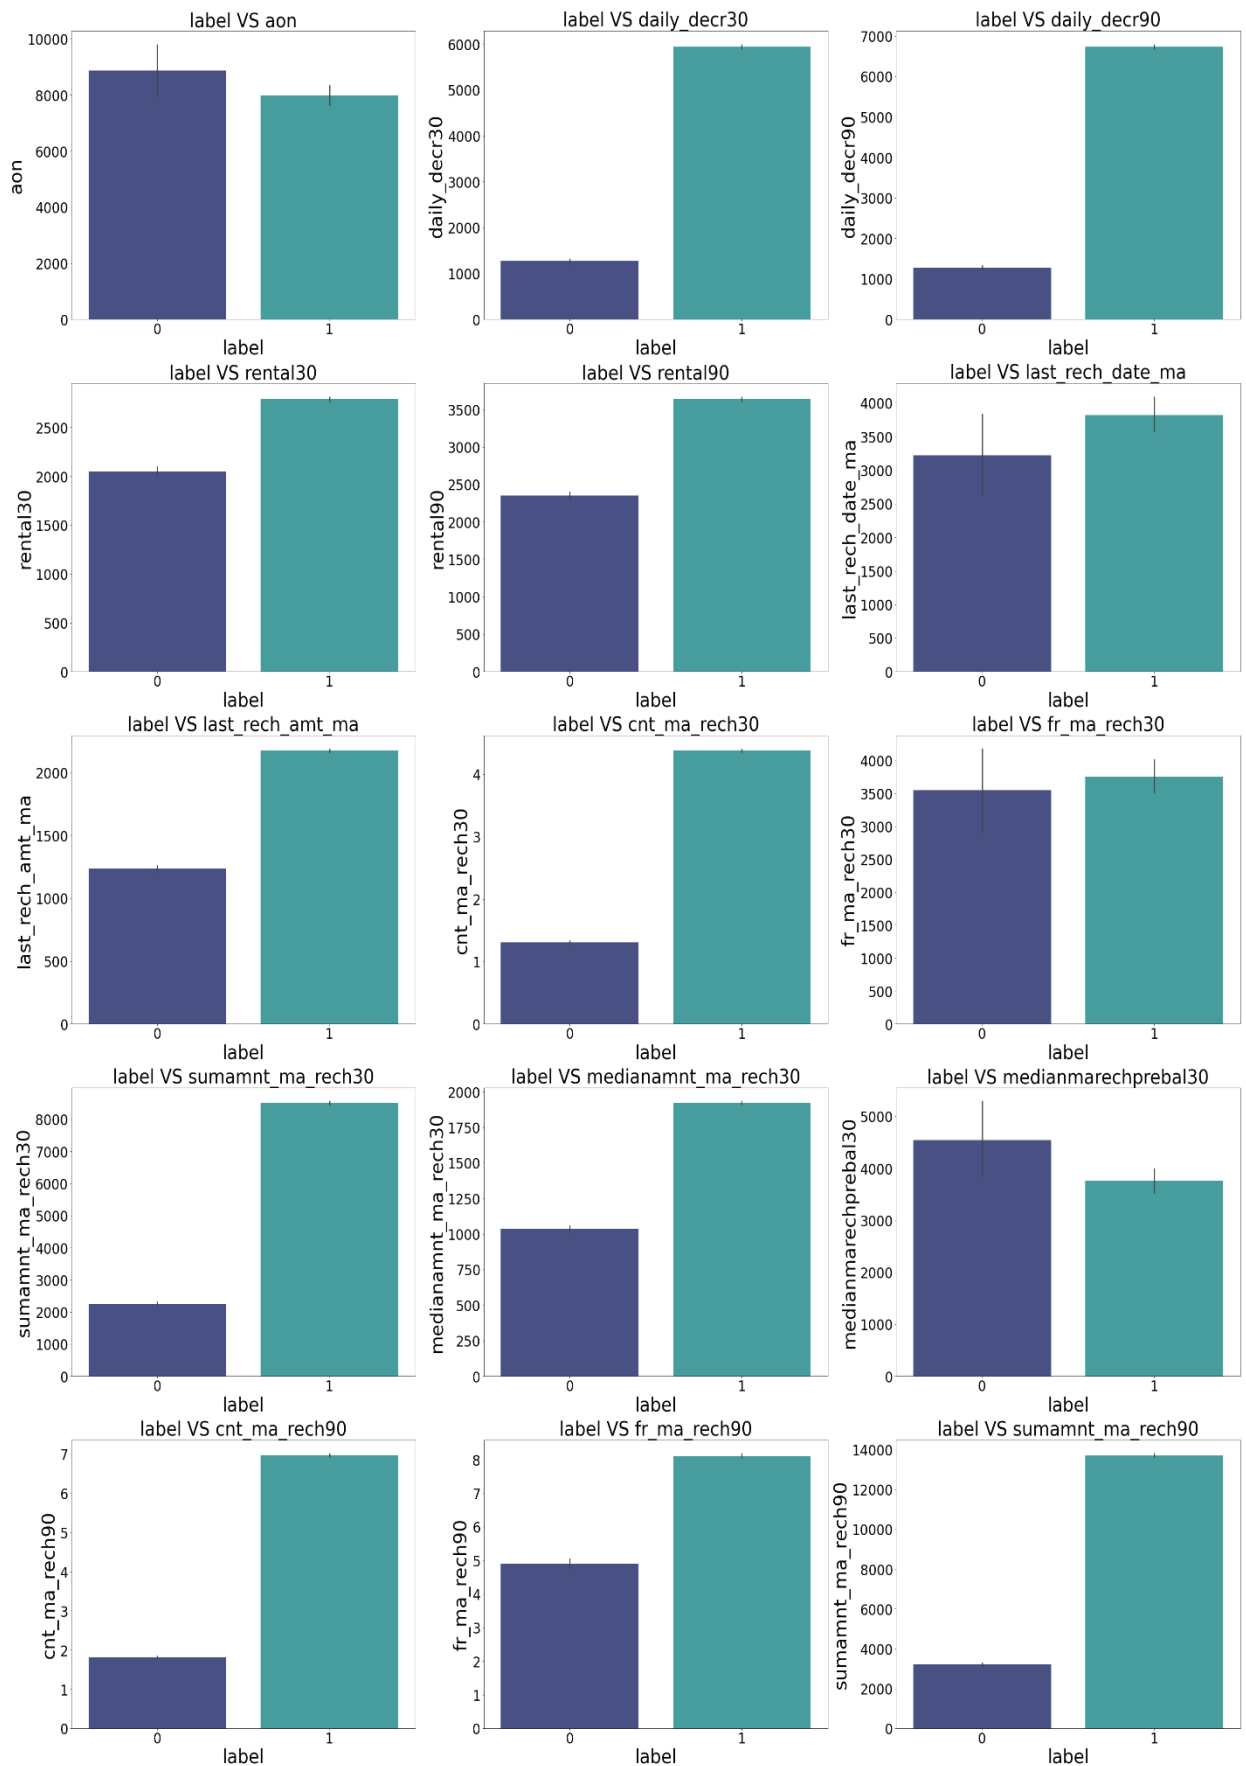 label VS aon
10000
8000
6000
4000
2000
0
aon
0 1
label
label VS daily_decr30
6000
5000
4000
3000
2000
1000
0
daily_decr30
0 1
label
label VS daily_decr90
7000
6000
5000
4000
3000
2000
1000
0
daily_decr90
0 1
label
label VS rental30
2500
2000
1500
1000
500
0
rental30
0 1
label
label VS rental90
3500
3000
2500
2000
1500
1000
500
0
rental90
0 1
label
label VS last_rech_date_ma
4000
3500
3000
2500
2000
1500
1000
500
0
last_rech_date_ma
0 1
label
label VS last_rech_amt_ma
2000
1500
1000
500
0
last_rech_amt_ma
0 1
label
label VS cnt_ma_rech30
4
3
2
1
0
cnt_ma_rech30
0 1
label
label VS fr_ma_rech30
4000
3500
3000
2500
2000
1500
1000
500
0
fr_ma_rech30
0 1
label
label VS sumamnt_ma_rech30
8000
7000
6000
5000
4000
3000
2000
1000
0
sumamnt_ma_rech30
0 1
label
label VS medianamnt_ma_rech30
2000
1750
1500
1250
1000
750
500
250
0
medianamnt_ma_rech30
0 1
label
label VS medianmarechprebal30
5000
4000
3000
2000
1000
0
medianmarechprebal30
0 1
label
label VS cnt_ma_rech90
7
6
5
4
3
2
1
0
cnt_ma_rech90
0 1
label
label VS fr_ma_rech90
8
7
6
5
4
3
2
1
0
fr_ma_rech90
0 1
label
label VS sumamnt_ma_rech90
14000
12000
10000
8000
6000
4000
2000
0
sumamnt_ma_rech90
0 1
label